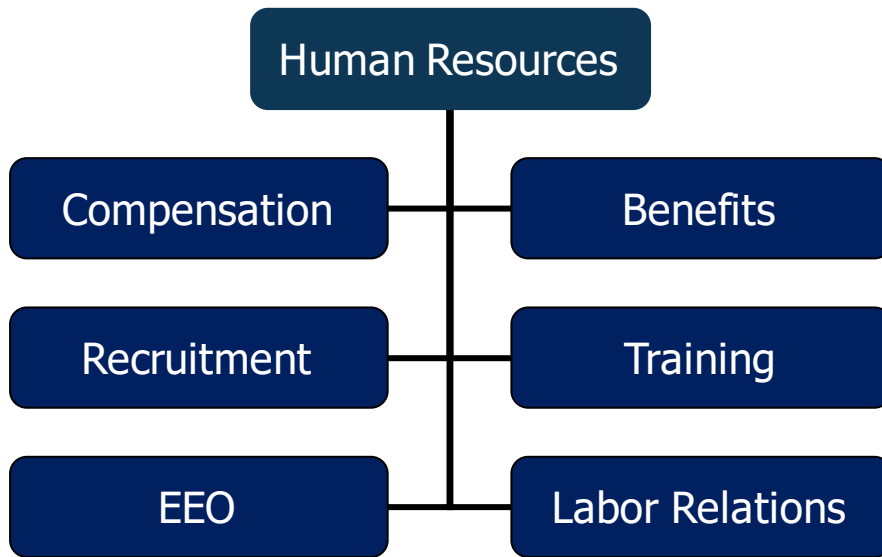 Human Resources
Compensation
Benefits
Recruitment
Training
EEO
Labor Relations